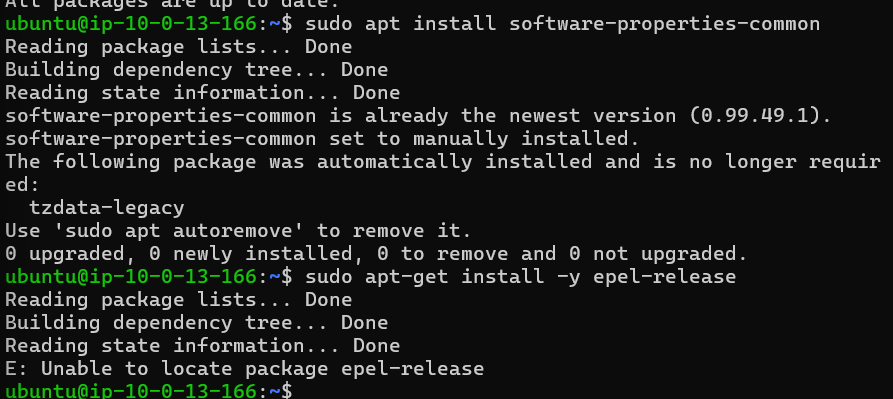 All packages are up to date.
ubuntu@ip-10-0-13-166:~$ sudo apt install software-properties-common
Reading package lists... Done
Building dependency tree... Done
Reading state information... Done
software-properties-common is already the newest version (0.99.49.1).
software-properties-common set to manually installed.
The following package was automatically installed and is no longer requir
ed:
  tzdata-legacy
Use 'sudo apt autoremove' to remove it.
0 upgraded, 0 newly installed, 0 to remove and 0 not upgraded.
ubuntu@ip-10-0-13-166:~$ sudo apt-get install -y epel-release
Reading package lists... Done
Building dependency tree... Done
Reading state information... Done
E: Unable to locate package epel-release
ubuntu@ip-10-0-13-166:~$